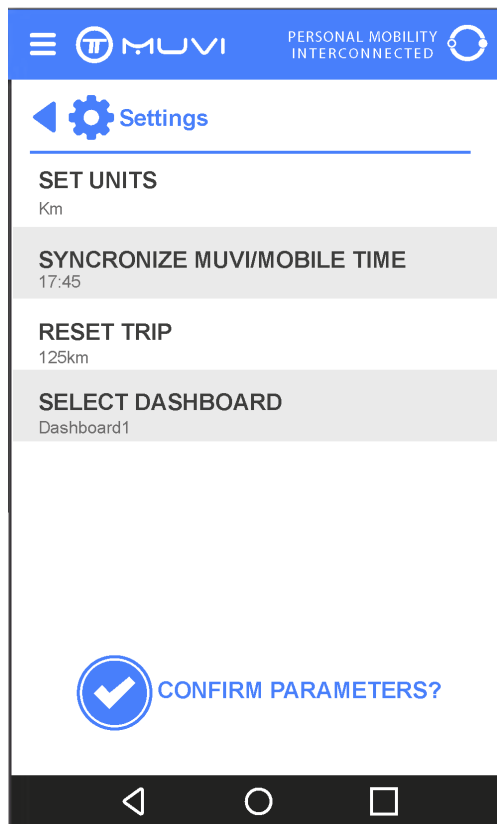 MUVI
PERSONAL MOBILITY
INTERCONNECTED
Settings
SET UNITS
Km
SYNCRONIZE MUVI/MOBILE TIME
17:45
RESET TRIP
125km
SELECT DASHBOARD
Dashboard1
CONFIRM PARAMETERS?